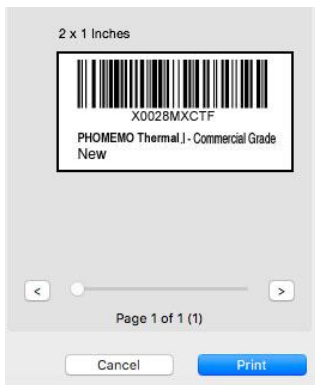 2 x 1 Inches
X0028MXCTF
PHOMEMO Thermal,I - Commercial Grade
New
< >
Page 1 of 1 (1)
Cancel Print